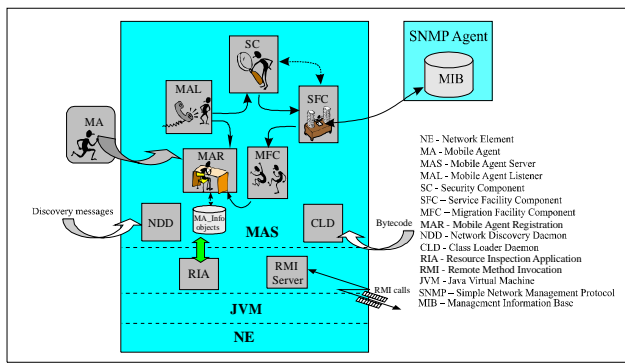 SC
SNMP Agent
MIB
MAL
SFC
MA
MAR
MFC
Discovery messages
NDD
MA_Info
objects
MAS
CLD
Bytecode
RIA
RMI
Server
RMI calls
JVM
NE
NE - Network Element
MA - Mobile Agent
MAS - Mobile Agent Server
MAL - Mobile Agent Listener
SC - Security Component
SFC – Service Facility Component
MFC – Migration Facility Component
MAR - Mobile Agent Registration
NDD - Network Discovery Daemon
CLD - Class Loader Daemon
RIA - Resource Inspection Application
RMI - Remote Method Invocation
JVM - Java Virtual Machine
SNMP – Simple Network Management Protocol
MIB – Management Information Base